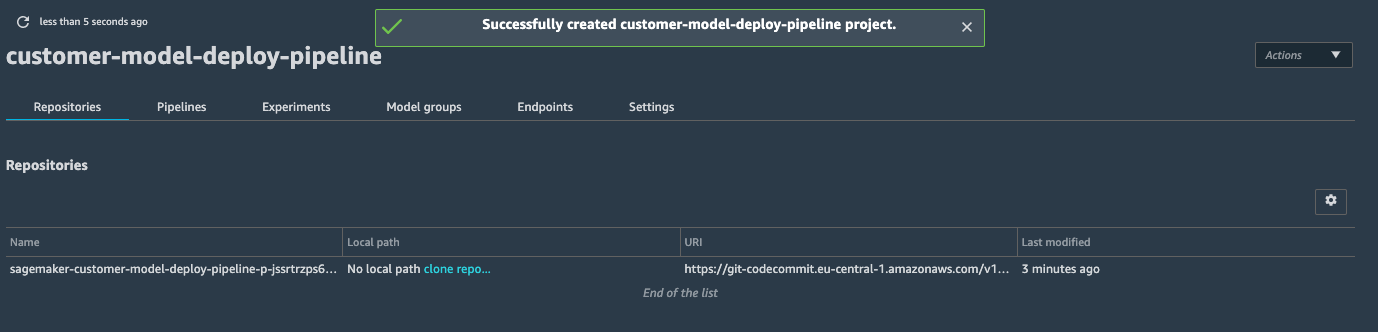 less than 5 seconds ago
Successfully created customer-model-deploy-pipeline project.
customer-model-deploy-pipeline
Actions
Repositories Pipelines Experiments Model groups Endpoints Settings
Repositories
Name Local path URI Last modified
sagemaker-customer-model-deploy-pipeline-p-jssrtrzps6... No local path clone repo... https://git-codecommit.eu-central-1.amazonaws.com/v1... 3 minutes ago
End of the list